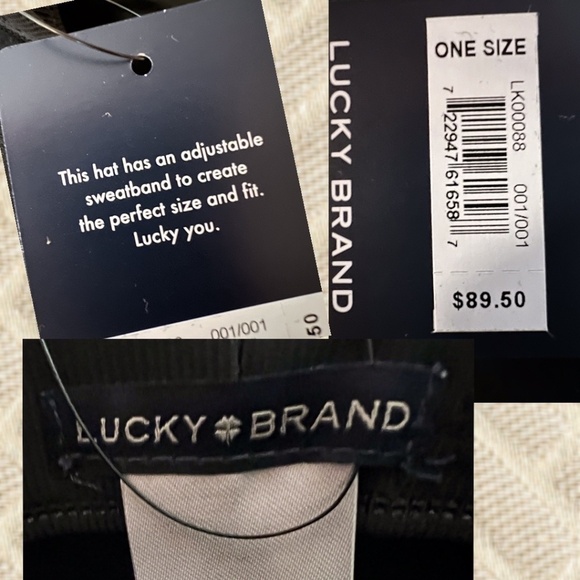 This hat has an adjustable
sweatband to create
the perfect size and fit.
Lucky you.
001/001
50
LUCKY BRAND
ONE SIZE
LK00088 001/001
7 22947 61658 7
$89.50
LUCKY BRAND